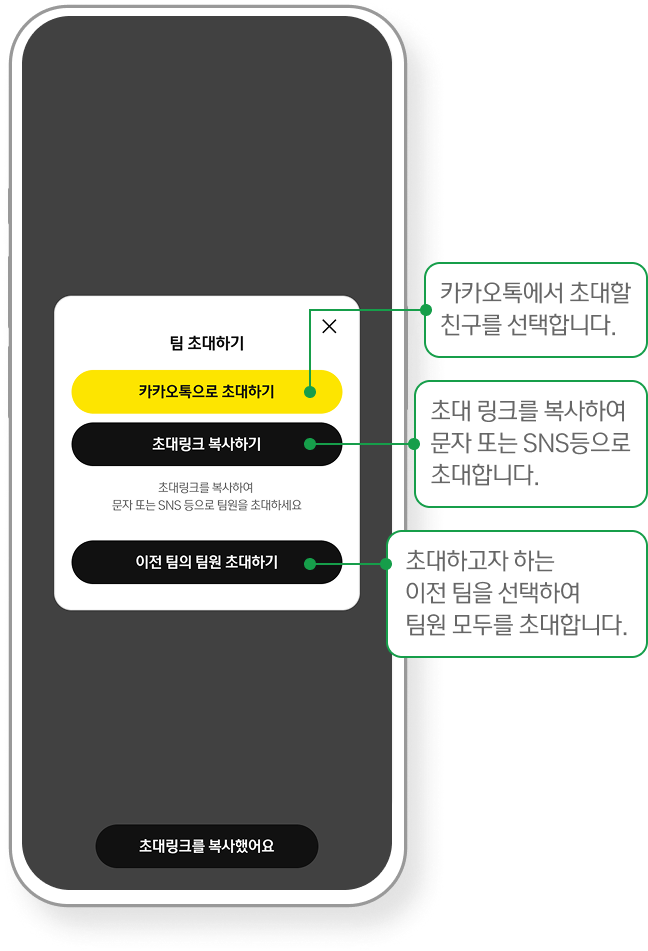 팀 초대하기
카카오톡으로 초대하기
초대링크 복사하기
초대링크를 복사하여
문자 또는 SNS 등으로 팀원을 초대하세요
이전 팀의 팀원 초대하기
초대링크를 복사했어요
카카오톡에서 초대할
친구를 선택합니다.
초대 링크를 복사하여
문자 또는 SNS등으로
초대합니다.
초대하고자 하는
이전 팀을 선택하여
팀원 모두를 초대합니다.